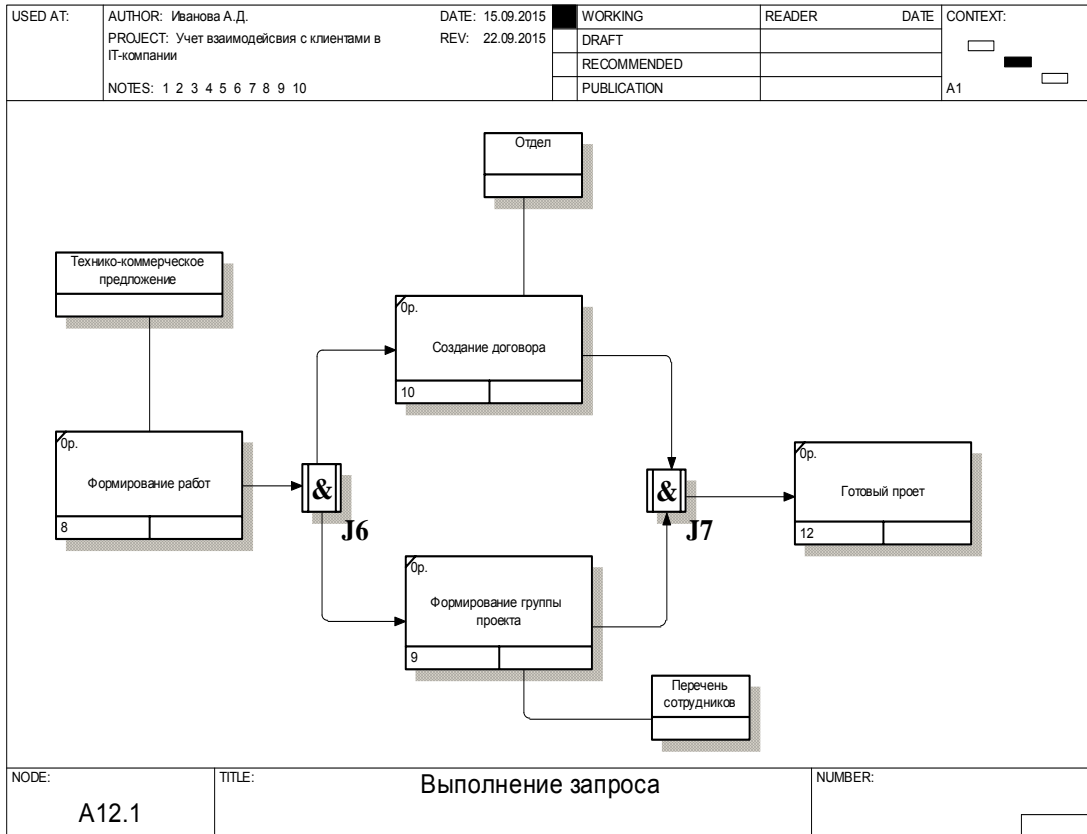 USED AT:
AUTHOR: Иванова А.Д.
DATE: 15.09.2015
WORKING
READER
DATE
CONTEXT:
PROJECT: Учет взаимодейсвия с клиентами в
IT-компании
REV: 22.09.2015
DRAFT
RECOMMENDED
NOTES: 1 2 3 4 5 6 7 8 9 10
PUBLICATION
A1
Отдел
Технико-коммерческое
предложение
0р.
Создание договора
10
0р.
Формирование работ
8
&
J6
&
J7
0р.
Готовый проет
12
0р.
Формирование группы
проекта
9
Перечень
сотрудников
NODE:
A12.1
TITLE:
Выполнение запроса
NUMBER: